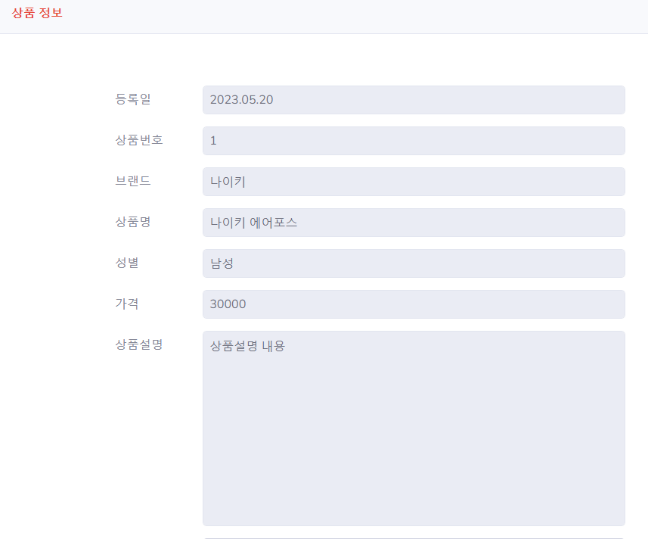 상품 정보
등록일 2023.05.20
상품번호 1
브랜드 나이키
상품명 나이키 에어포스
성별 남성
가격 30000
상품설명 상품설명 내용